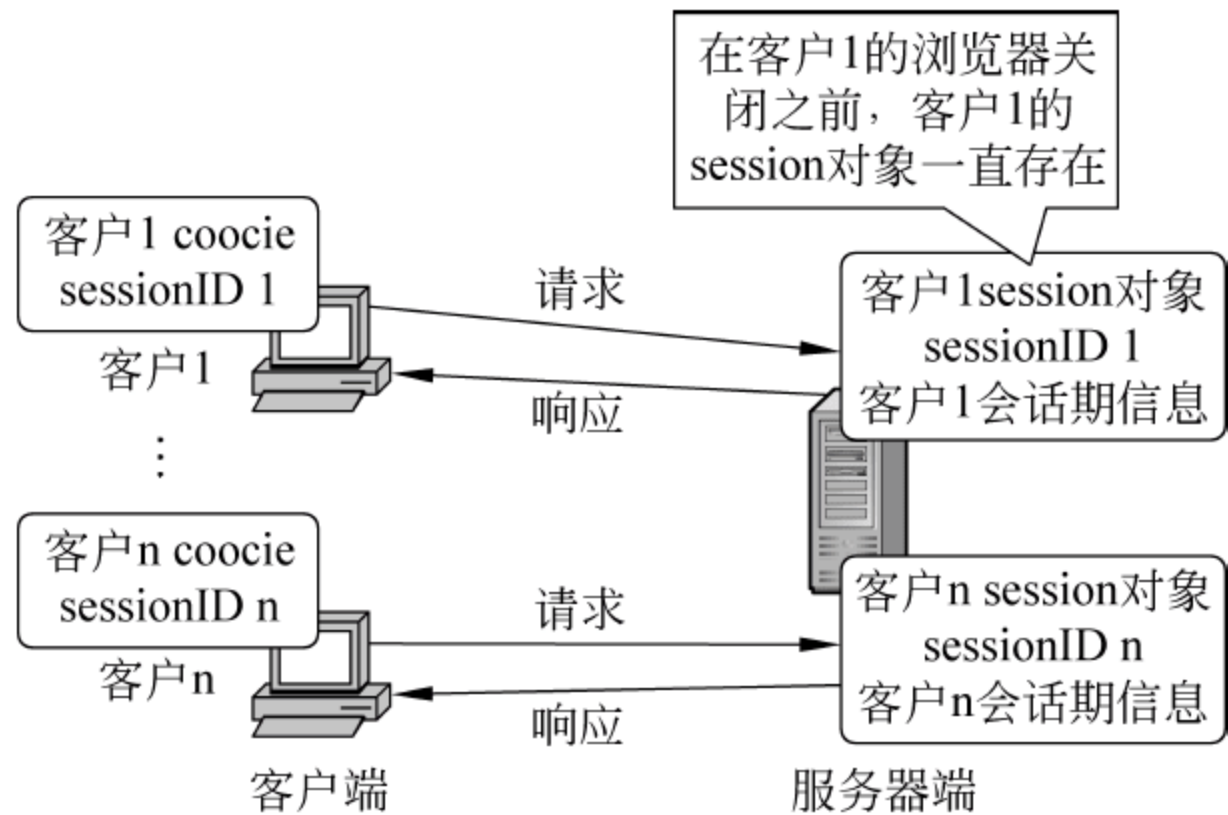 在客户1的浏览器关
闭之前，客户1的
session对象一直存在
客户1 coocie
sessionID 1
客户1
请求
响应
客户1session对象
sessionID 1
客户1会话期信息
⋮
客户n coocie
sessionID n
客户n
请求
响应
客户n session对象
sessionID n
客户n会话期信息
客户端
服务器端